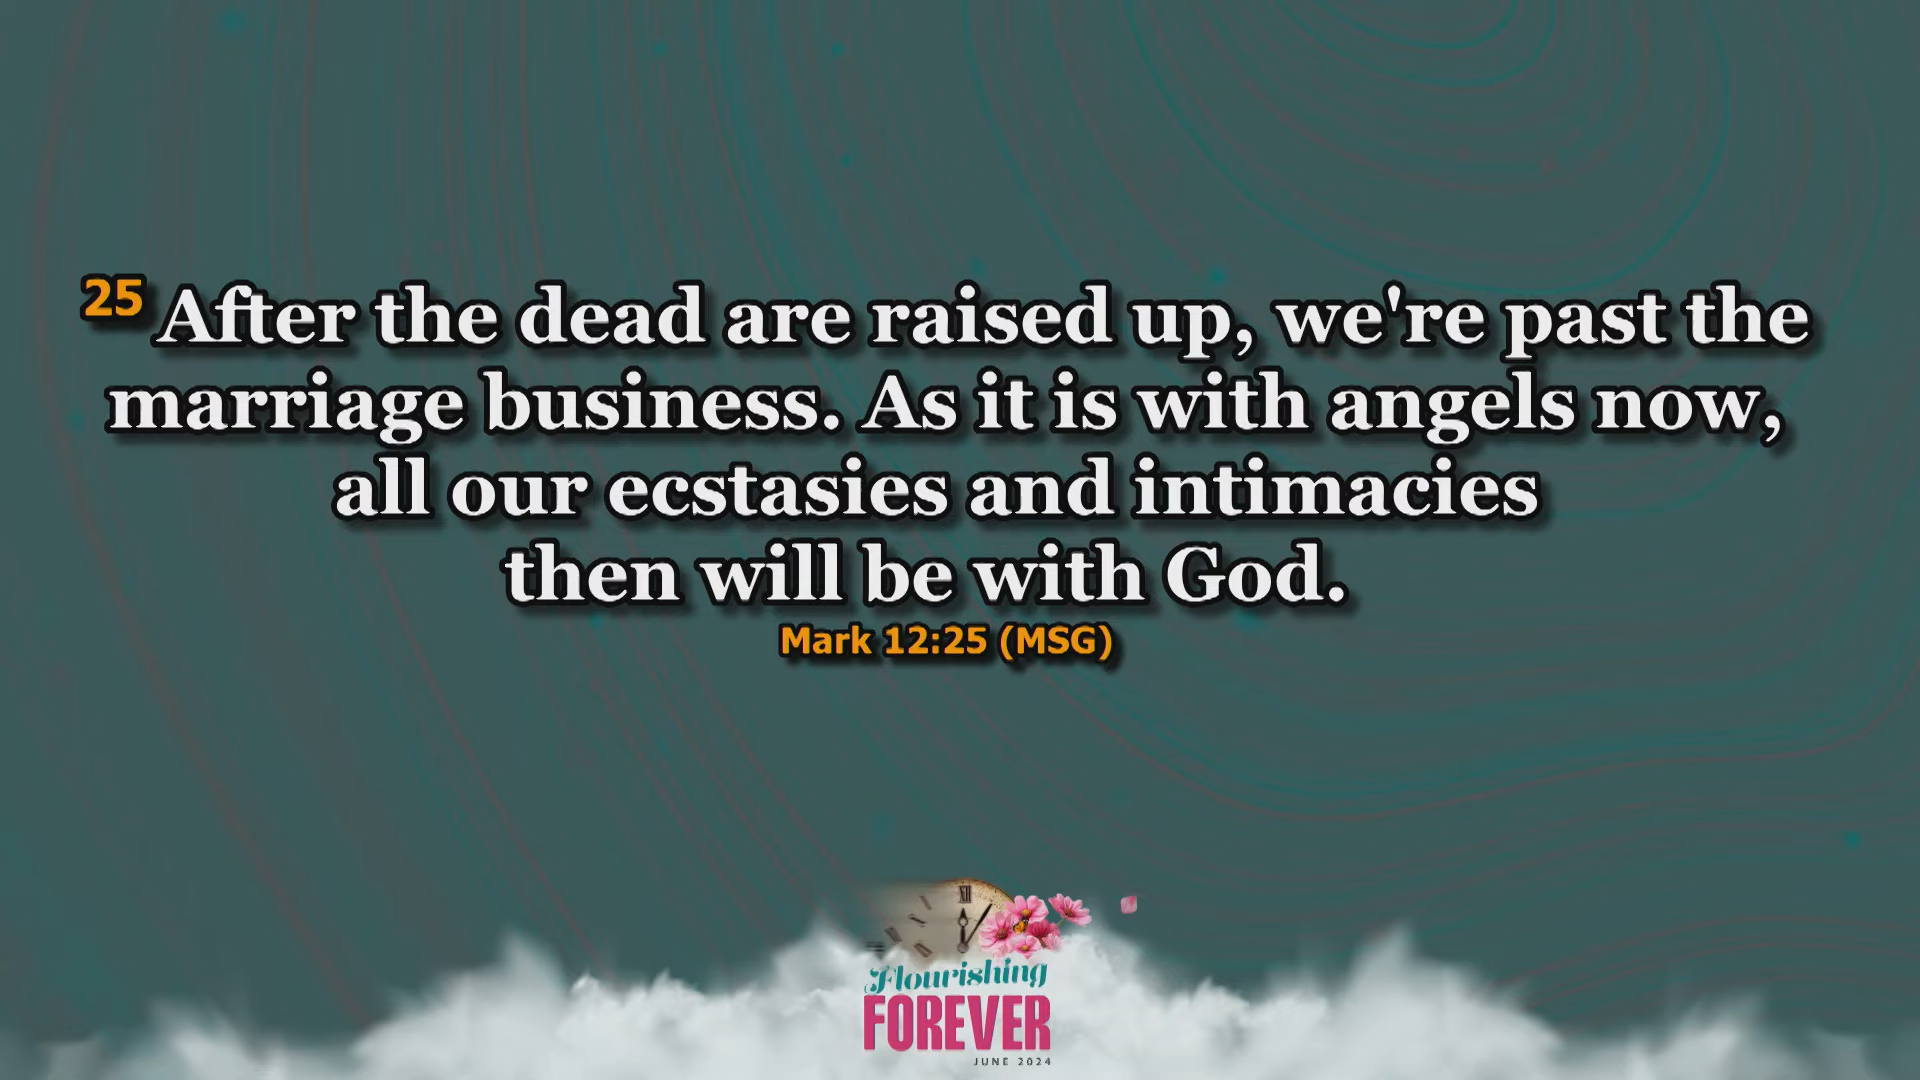 25 After the dead are raised up, we're past the
marriage business. As it is with angels now,
all our ecstasies and intimacies
then will be with God.
Mark 12:25 (MSG)
XII
Flourishing
FOREVER
JUNE 2024